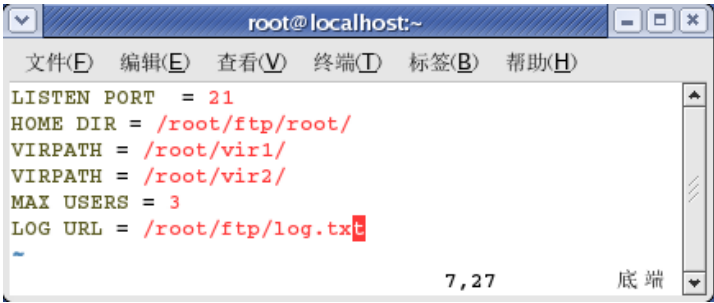 root@localhost:~
文件(F) 编辑(E) 查看(V) 终端(T) 标签(B) 帮助(H)
LISTEN PORT  = 21
HOME DIR = /root/ftp/root/
VIRPATH = /root/vir1/
VIRPATH = /root/vir2/
MAX USERS = 3
LOG URL = /root/ftp/log.txt
~
7,27 底端